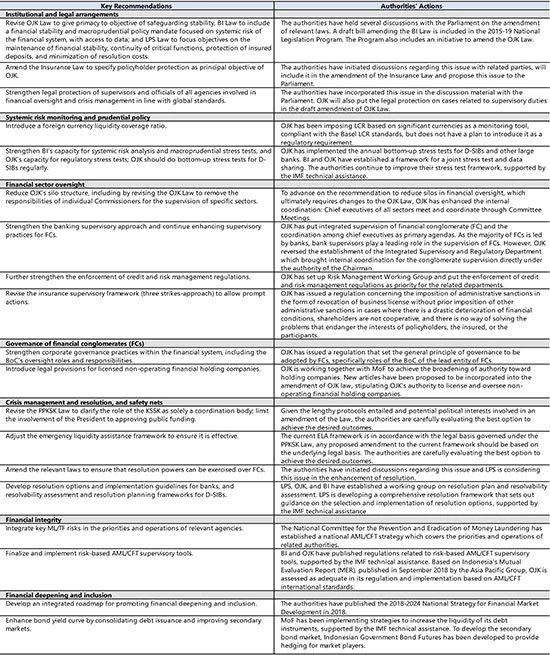 Key Recommendations
Authorities' Actions
Institutional and legal arrangements
Revise OJK Law to give primacy to objective of safeguarding stability, BI Law to include
a financial stability and macroprudential policy mandate focused on systemic risk of
the financial system, with access to data; and LPS Law to focus objectives on the
maintenance of financial stability, continuity of critical functions, protection of insured
deposits, and minimization of resolution costs.
The authorities have held several discussions with the Parliament on the amendment
of relevant laws. A draft bill amending the BI Law is included in the 2015-19 National
Legislation Program. The Program also includes an initiative to amend the OJK Law.
Amend the Insurance Law to specify policyholder protection as principal objective of
OJK.
The authorities have initiated discussions regarding this issue with related parties, will
include it in the amendment of the Insurance Law and propose this issue to the
Parliament.
Strengthen legal protection of supervisors and officials of all agencies involved in
financial oversight and crisis management in line with global standards.
The authorities have incorporated this issue in the discussion material with the
Parliament. OJK will also put the legal protection on cases related to supervisory duties
in the draft amendment of OJK Law.
Systemic risk monitoring and prudential policy
Introduce a foreign currency liquidity coverage ratio.
OJK has been imposing LCR based on significant currencies as a monitoring tool,
compliant with the Basel LCR standards, but does not have a plan to introduce it as a
regulatory requirement.
Strengthen BI's capacity for systemic risk analysis and macroprudential stress tests, and
OJK's capacity for regulatory stress tests; OJK should do bottom-up stress tests for D-
SIBs regularly.
OJK has implemented the annual bottom-up stress tests for D-SIBs and other large
banks. BI and OJK have established a framework for a joint stress test and data
sharing. The authorities continue to improve their stress test framework, supported by
the IMF technical assistance.
Financial sector oversight
Reduce OJK's silo structure, including by revising the OJK Law to remove the
responsibilities of individual Commissioners for the supervision of specific sectors.
To advance on the recommendation to reduce silos in financial oversight, which
ultimately requires changes to the OJK Law, OJK has enhanced the internal
coordination: Chief executives of all sectors meet and coordinate through Committee
Meetings.
Strengthen the banking supervisory approach and continue enhancing supervisory
practices for FCs.
OJK has put integrated supervision of financial conglomerate (FC) and the
coordination among chief executives as primary agendas. As the majority of FCs is led
by banks, bank supervisors play a leading role in the supervision of FCs. However, OJK
reversed the establishment of the Integrated Supervisory and Regulatory Department
which brought internal coordination for the conglomerate supervision directly under
the authority of the Chairman.
Further strengthen the enforcement of credit and risk management regulations.
OJK has set up Risk Management Working Group and put the enforcement of credit
and risk management regulations as priority for the related departments.
Revise the insurance supervisory framework (three strikes-approach) to allow prompt
actions.
OJK has issued a regulation concerning the imposition of administrative sanctions in
the form of revocation of business license without prior imposition of other
administrative sanctions in cases where there is a drastic deterioration of financial
conditions, shareholders are not cooperative, and there is no way of solving the
problems that endanger the interests of policyholders, the insured, or the
participants.
Governance of financial conglomerates (FCs)
Strengthen corporate governance practices within the financial system, including the
BoC's oversight roles and responsibilities.
OJK has issued a regulation that set the general principle of governance to be
adopted by FCs, specifically roles of the BoC of the lead entity of FCs.
Introduce legal provisions for licensed non-operating financial holding companies.
OJK is working together with MoF to achieve the broadening of authority toward
holding companies. New articles have been proposed to be incorporated into the
amendment of OJK law, stipulating OJK's authority to license and oversee non-
operating financial holding companies.
Crisis management and resolution, and safety nets
Revise the PPKSK Law to clarify the role of the KSSK as solely a coordination body; limit
the involvement of the President to approving public funding.
Given the lengthy protocols entailed and potential political interests involved in an
amendment of the Law, the authorities are carefully evaluating the best option to
achieve the desired outcomes.
Adjust the emergency liquidity assistance framework to ensure it is effective.
The current ELA framework is in accordance with the legal basis governed under the
PPKSK Law, any proposed amendment to the current framework should be based on
the underlying legal basis. The authorities are carefully evaluating the best option to
achieve the desired outcomes.
Amend the relevant laws to ensure that resolution powers can be exercised over FCs.
The authorities have initiated discussions regarding this issue and LPS is considering
this issue in the enhancement of resolution.
Develop resolution options and implementation guidelines for banks, and
resolvability assessment and resolution planning frameworks for D-SIBs.
LPS, OJK, and BI have established a working group on resolution plan and resolvability
assessment. LPS is developing a comprehensive resolution framework that sets out
guidance on the selection and implementation of resolution options, supported by
the IMF technical assistance
Financial integrity
Integrate key ML/TF risks in the priorities and operations of relevant agencies.
The National Committee for the Prevention and Eradication of Money Laundering has
established a national AML/CFT strategy which covers the priorities and operations of
related authorities.
Finalize and implement risk-based AML/CFT supervisory tools.
BI and OJK have published regulations related to risk-based AML/CFT supervisory
tools, supported by the IMF technical assistance. Based on Indonesia's Mutual
Evaluation Report (MER), published in September 2018 by the Asia Pacific Group, OJK is
assessed as adequate in its regulation and implementation based on AML/CFT
international standards.
Financial deepening and inclusion
Develop an integrated roadmap for promoting financial deepening and inclusion.
The authorities have published the 2018-2024 National Strategy for Financial Market
Development in 2018.
Enhance bond yield curve by consolidating debt issuance and improving secondary
markets.
MoF has been implementing strategies to increase the liquidity of its debt
instruments, supported by the IMF technical assistance. To develop the secondary
bond market, Indonesian Government Bond Futures has been developed to provide
hedging for market players.